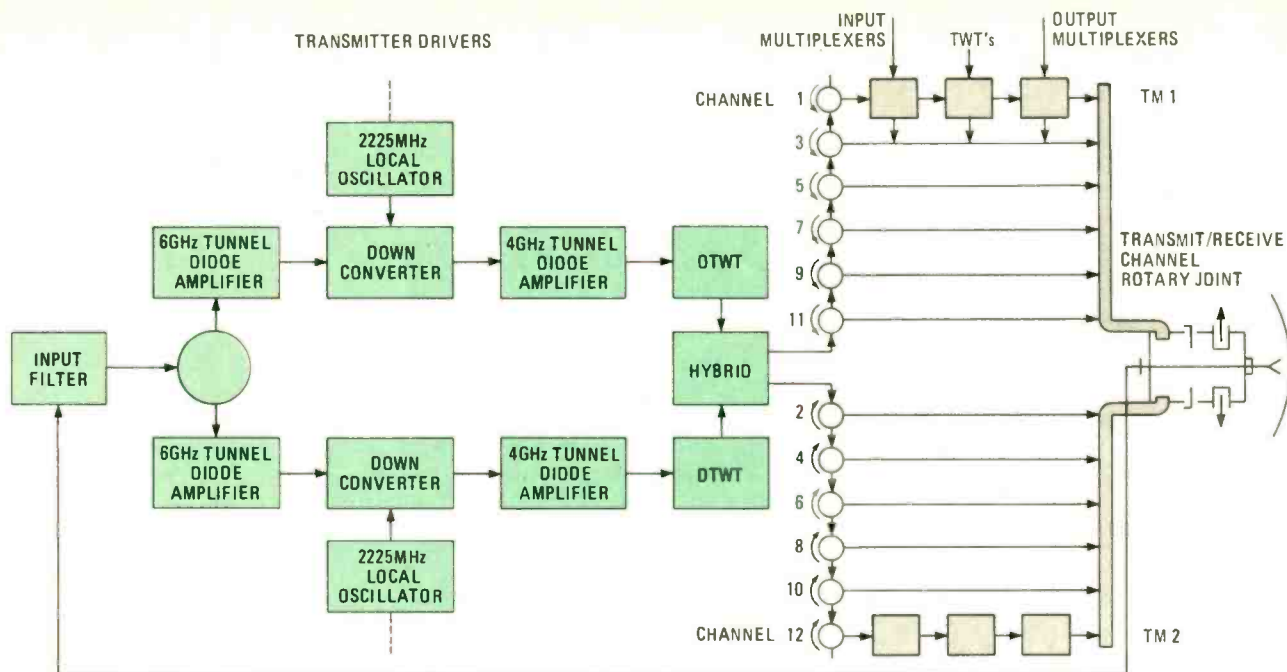 TRANSMITTER DRIVERS
INPUT
MULTIPLEXERS
TWT's
OUTPUT
MULTIPLEXERS
CHANNEL 1
TM 1
3
5
7
9
11
TRANSMIT/RECEIVE
CHANNEL
ROTARY JOINT
2225MHz
LOCAL
OSCILLATOR
6GHz TUNNEL
DIODE
AMPLIFIER
DOWN
CONVERTER
4GHz TUNNEL
DIODE
AMPLIFIER
OTWT
INPUT
FILTER
HYBRID
6GHz TUNNEL
DIODE
AMPLIFIER
DOWN
CONVERTER
4GHz TUNNEL
DIODE
AMPLIFIER
DTWT
2225MHz
LOCAL
OSCILLATOR
2
4
6
8
10
CHANNEL 12
TM 2